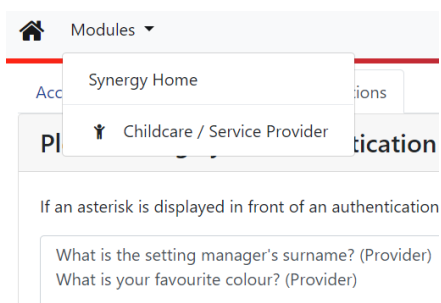 Modules
Synergy Home
Acc ions
Childcare / Service Provider
Pl tication
If an asterisk is displayed in front of an authentication
What is the setting manager's surname? (Provider)
What is your favourite colour? (Provider)